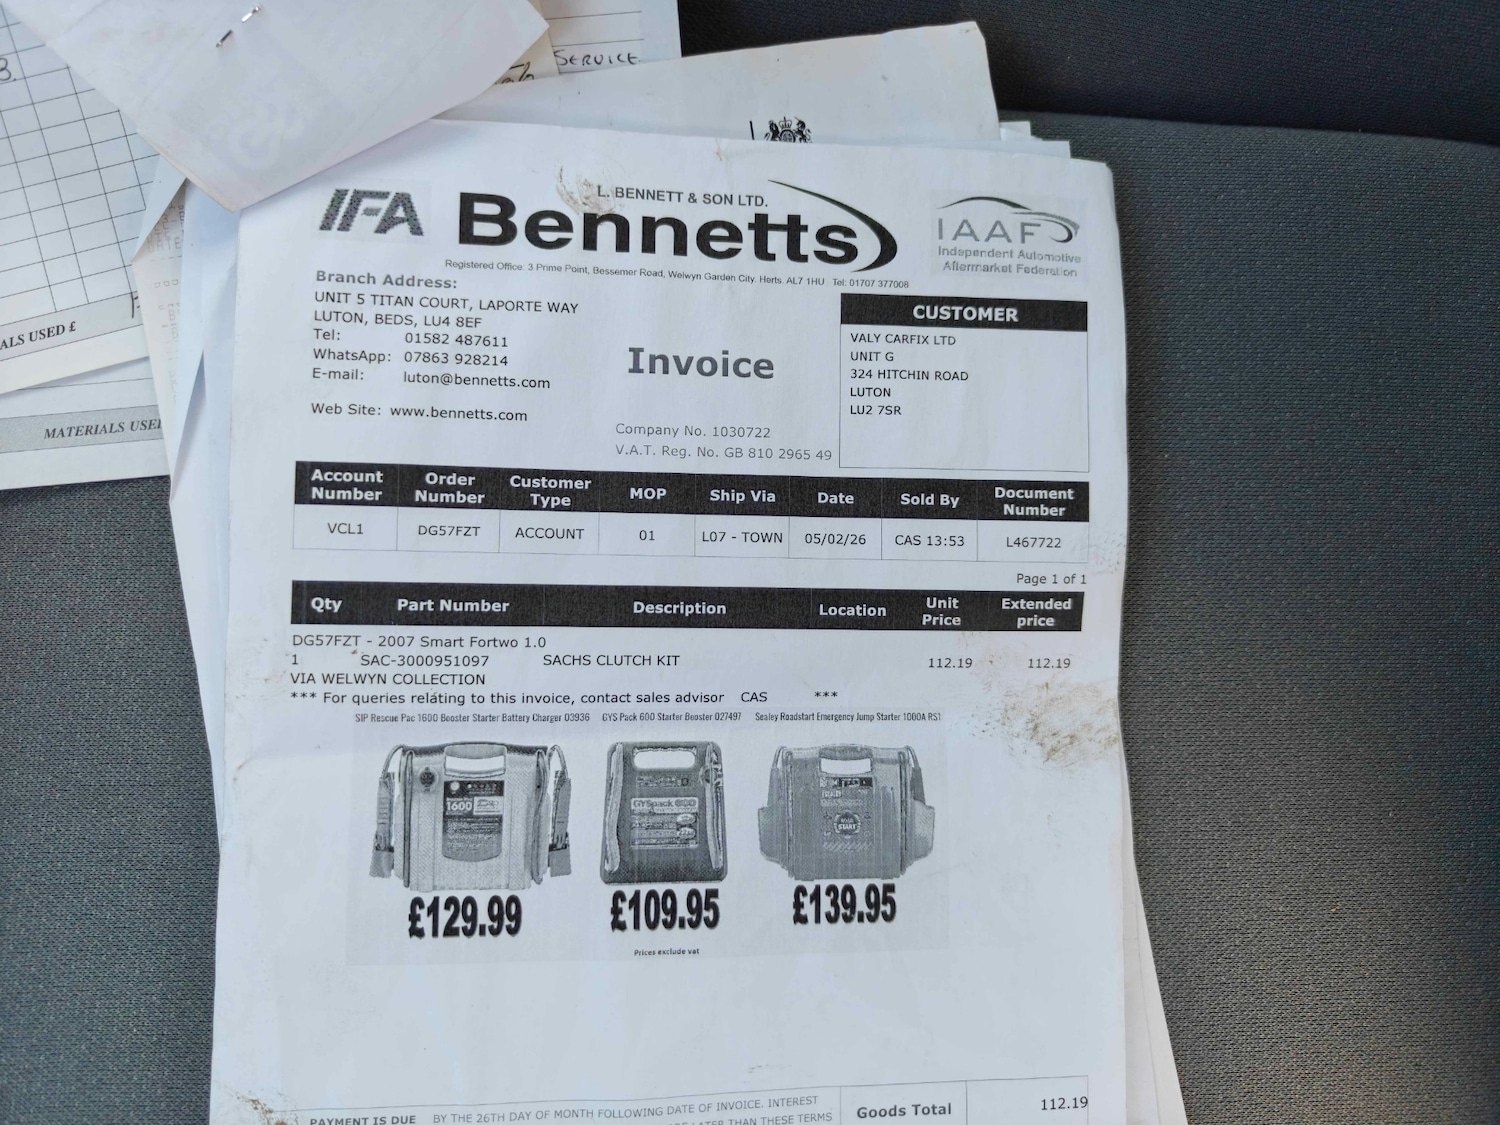 SERVICE
ALS USED £
MATERIALS USE
IFA
L. BENNETT & SON LTD.
Bennetts
Registered Office: 3 Prime Point, Bessemer Road, Welwyn Garden City. Herts. AL7 1HU Tel: 01707 377008
IAAF
Independent Automotive
Aftermarket Federation
Branch Address:
UNIT 5 TITAN COURT, LAPORTE WAY
LUTON, BEDS, LU4 8EF
Tel: 01582 487611
WhatsApp: 07863 928214
E-mail: luton@bennetts.com
Web Site: www.bennetts.com
Invoice
Company No. 1030722
V.A.T. Reg. No. GB 810 2965 49
CUSTOMER
VALY CARFIX LTD
UNIT G
324 HITCHIN ROAD
LUTON
LU2 7SR
Account Number Order Number Customer Type MOP Ship Via Date Sold By Document Number
VCL1 DG57FZT ACCOUNT 01 L07 - TOWN 05/02/26 CAS 13:53 L467722
Page 1 of 1
Qty Part Number Description Location Unit Price Extended price
DG57FZT - 2007 Smart Fortwo 1.0
1 SAC-3000951097 SACHS CLUTCH KIT 112.19 112.19
VIA WELWYN COLLECTION
*** For queries relating to this invoice, contact sales advisor CAS ***
SIP Rescue Pac 1600 Booster Starter Battery Charger 03936 GYS Pack 600 Starter Booster 027497 Sealey Roadstart Emergency Jump Starter 1000A RS1
1600
GYSpack 600
ROAD
START
£129.99 £109.95 £139.95
Prices exclude vat
PAYMENT IS DUE BY THE 26TH DAY OF MONTH FOLLOWING DATE OF INVOICE. INTEREST
LATER THAN THESE TERMS
Goods Total 112.19